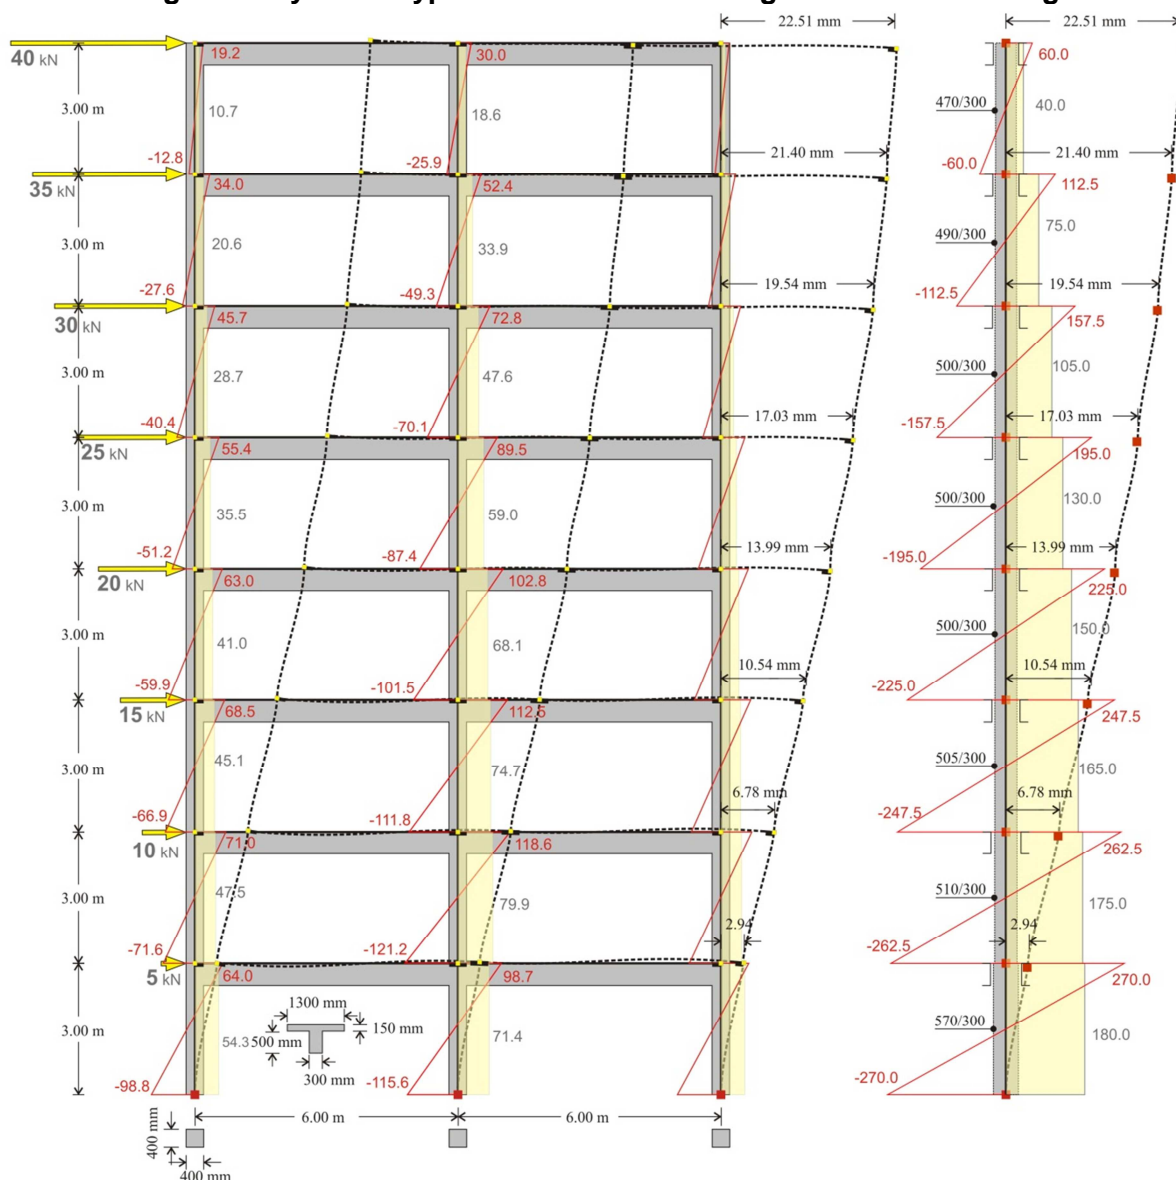 22.51 mm 22.51 mm
40 kN 19.2 30.0 60.0
3.00 m 10.7 18.6 470/300 40.0
-12.8 -25.9 21.40 mm -60.0 21.40 mm
35 kN 34.0 52.4 112.5
3.00 m 20.6 33.9 490/300 75.0
-27.6 -49.3 19.54 mm -112.5 19.54 mm
30 kN 45.7 72.8 157.5
3.00 m 28.7 47.6 500/300 105.0
-40.4 -70.1 17.03 mm -157.5 17.03 mm
25 kN 55.4 89.5 195.0
3.00 m 35.5 59.0 500/300 130.0
-51.2 -87.4 13.99 mm -195.0 13.99 mm
20 kN 63.0 102.8 225.0
3.00 m 41.0 68.1 500/300 150.0
-59.9 -101.5 10.54 mm -225.0 10.54 mm
15 kN 68.5 112.5 247.5
3.00 m 45.1 74.7 505/300 165.0
-66.9 -111.8 6.78 mm -247.5 6.78 mm
10 kN 71.0 118.6 262.5
3.00 m 47.5 79.9 510/300 175.0
-71.6 -121.2 2.94 -262.5 2.94
5 kN 64.0 98.7 270.0
1300 mm
3.00 m 54.3 500 mm 150 mm 71.4 570/300 180.0
300 mm
-98.8 -115.6 -270.0
6.00 m 6.00 m
400 mm
400 mm